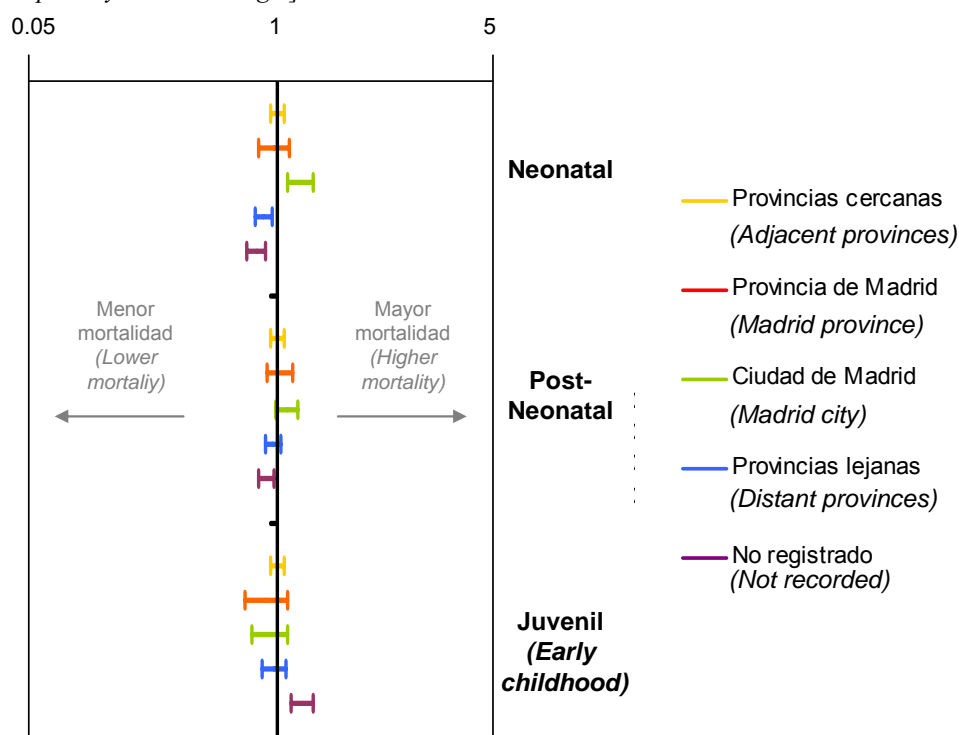 0.05
1
5
Neonatal
Menor
mortalidad
(Lower
mortaliy)
Mayor
mortalidad
(Higher
mortality)
Post-
Neonatal
Juvenil
(Early
childhood)
Provincias cercanas
(Adjacent provinces)
Provincia de Madrid
(Madrid province)
Ciudad de Madrid
(Madrid city)
Provincias lejanas
(Distant provinces)
No registrado
(Not recorded)